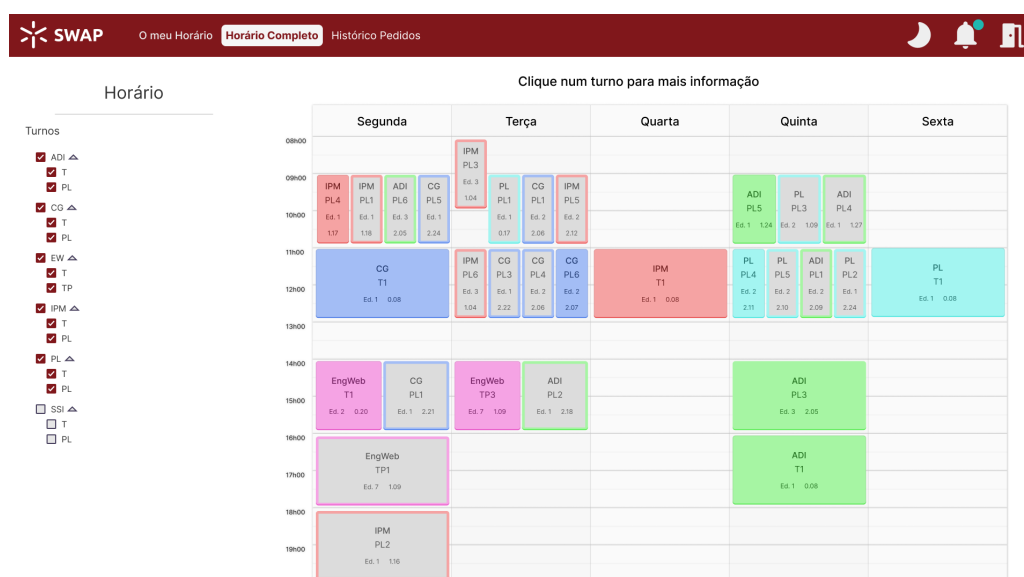 SWAP
O meu Horário
Horário Completo
Histórico Pedidos
Horário
Turnos
ADI
T
PL
CG
T
PL
EW
T
TP
IPM
T
PL
PL
T
PL
SSI
T
PL
Clique num turno para mais informação
Segunda Terça Quarta Quinta Sexta
08h00
09h00
10h00
11h00
12h00
13h00
14h00
15h00
16h00
17h00
18h00
19h00
IPM
PL4
Ed. 1
1.17
IPM
PL1
Ed. 1
1.18
ADI
PL6
Ed. 3
2.05
CG
PL5
Ed. 1
2.24
CG
T1
Ed. 1 0.08
EngWeb
T1
Ed. 2 0.20
CG
PL1
Ed. 1 2.21
EngWeb
TP1
Ed. 7 1.09
IPM
PL2
Ed. 1 1.16
IPM
PL3
Ed. 3
1.04
PL
PL1
Ed. 1
0.17
CG
PL1
Ed. 2
2.06
IPM
PL5
Ed. 2
2.12
IPM
PL6
Ed. 3
1.04
CG
PL3
Ed. 1
2.22
CG
PL4
Ed. 2
2.06
CG
PL6
Ed. 2
2.07
EngWeb
TP3
Ed. 7 1.09
ADI
PL2
Ed. 1 2.18
IPM
T1
Ed. 1 0.08
ADI
PL5
Ed. 1 1.24
PL
PL3
Ed. 2 1.09
ADI
PL4
Ed. 1 1.27
PL
PL4
Ed. 2
2.11
PL
PL5
Ed. 2
2.10
ADI
PL1
Ed. 2
2.09
PL
PL2
Ed. 1
2.24
ADI
PL3
Ed. 3 2.05
ADI
T1
Ed. 1 0.08
PL
T1
Ed. 1 0.08